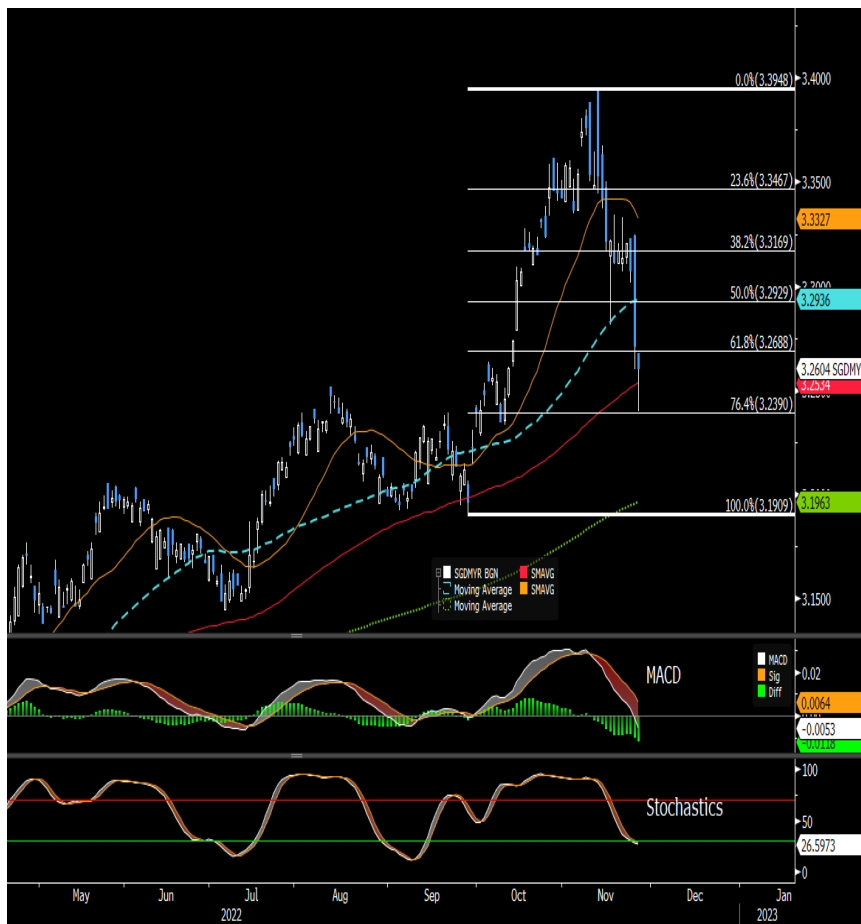 0.0%(3.3948)
3.4000
23.6%(3.3467)
3.3500
3.3327
38.2%(3.3169)
50.0%(3.2929)
3.2936
61.8%(3.2688)
3.2604 SGDMY
3.2534
76.4%(3.2390)
100.0%(3.1909)
3.1963
SGDMYR BGN
SMAVG
Moving Average
SMAVG
Moving Average
3.1500
MACD
MACD
Sig
Diff
0.02
0.0064
-0.0053
-0.0118
Stochastics
100
50
26.5973
0
May Jun Jul Aug Sep Oct Nov Dec Jan
2022 2023